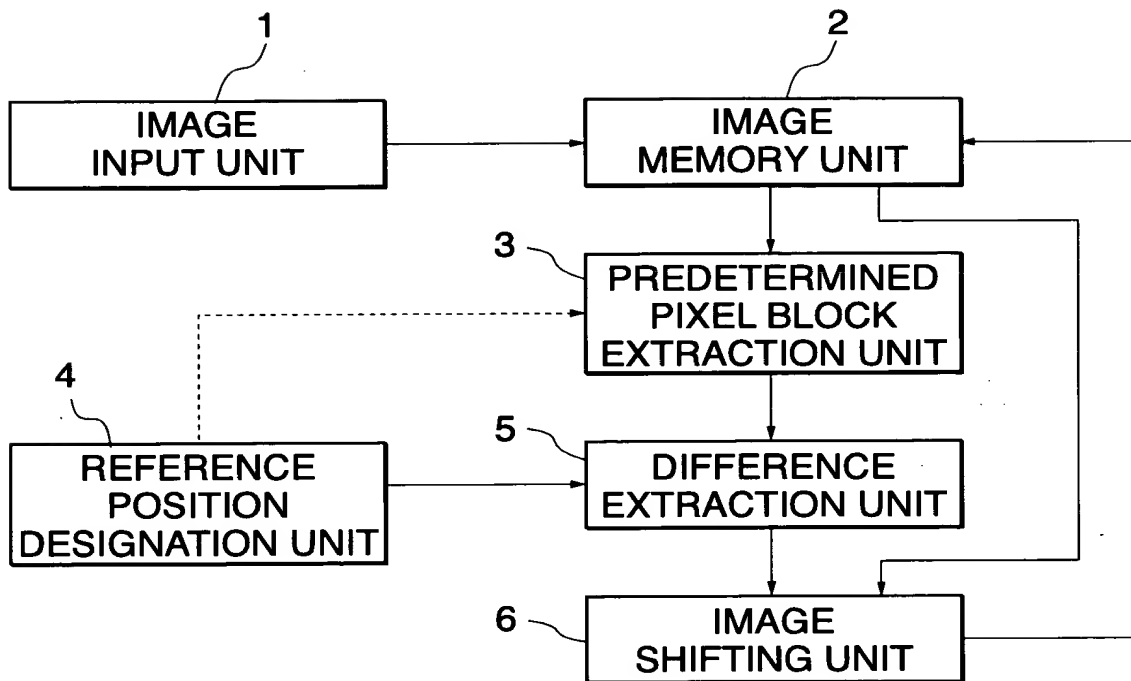 1
IMAGE
INPUT UNIT
2
IMAGE
MEMORY UNIT
3
PREDETERMINED
PIXEL BLOCK
EXTRACTION UNIT
4
REFERENCE
POSITION
DESIGNATION UNIT
5
DIFFERENCE
EXTRACTION UNIT
6
IMAGE
SHIFTING UNIT